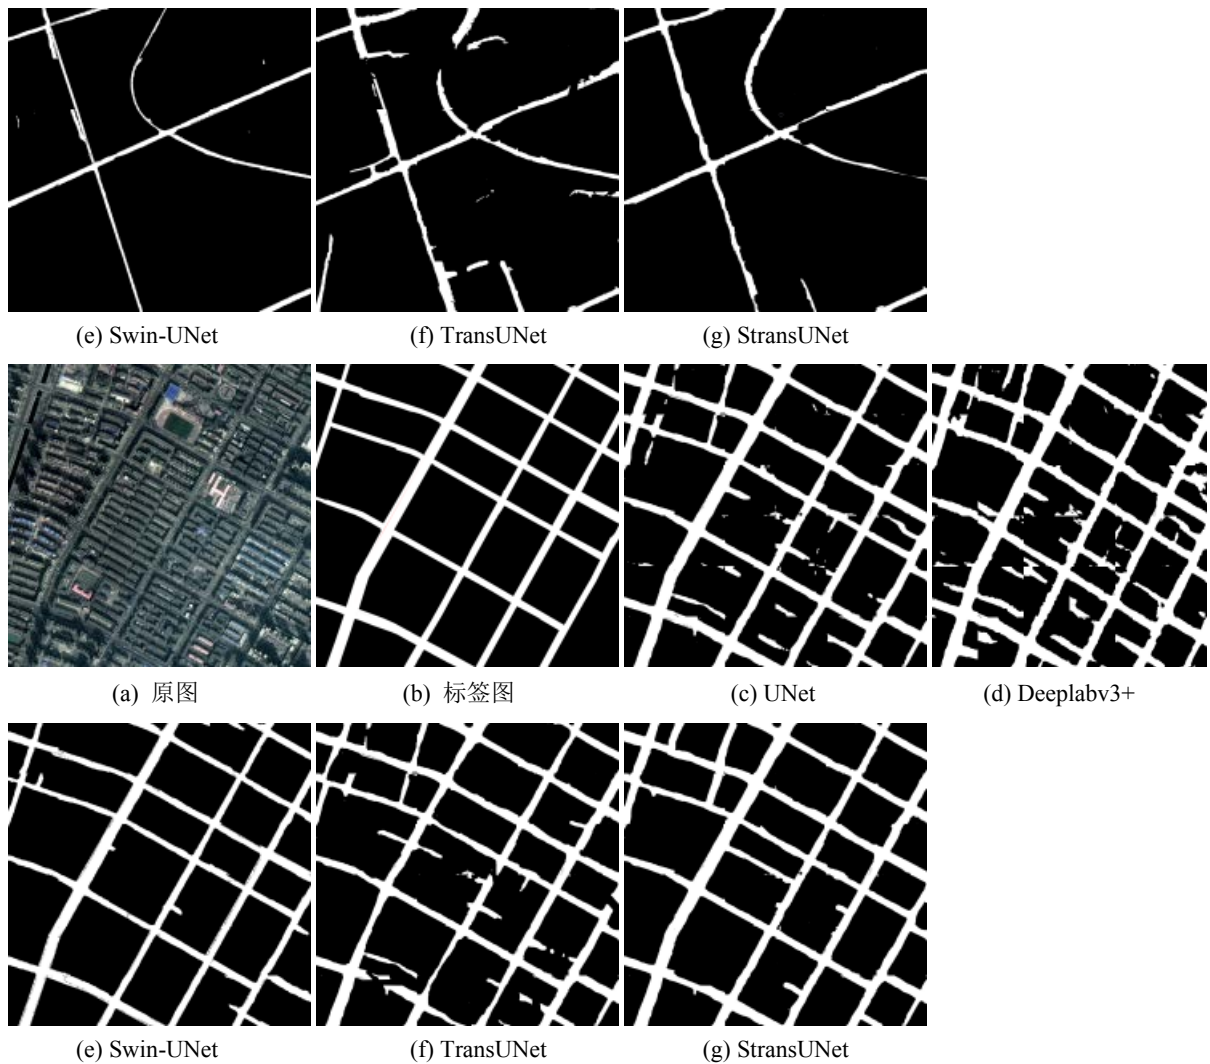 (e) Swin-UNet (f) TransUNet (g) StransUNet
(a) 原图 (b) 标签图 (c) UNet (d) Deeplabv3+
(e) Swin-UNet (f) TransUNet (g) StransUNet